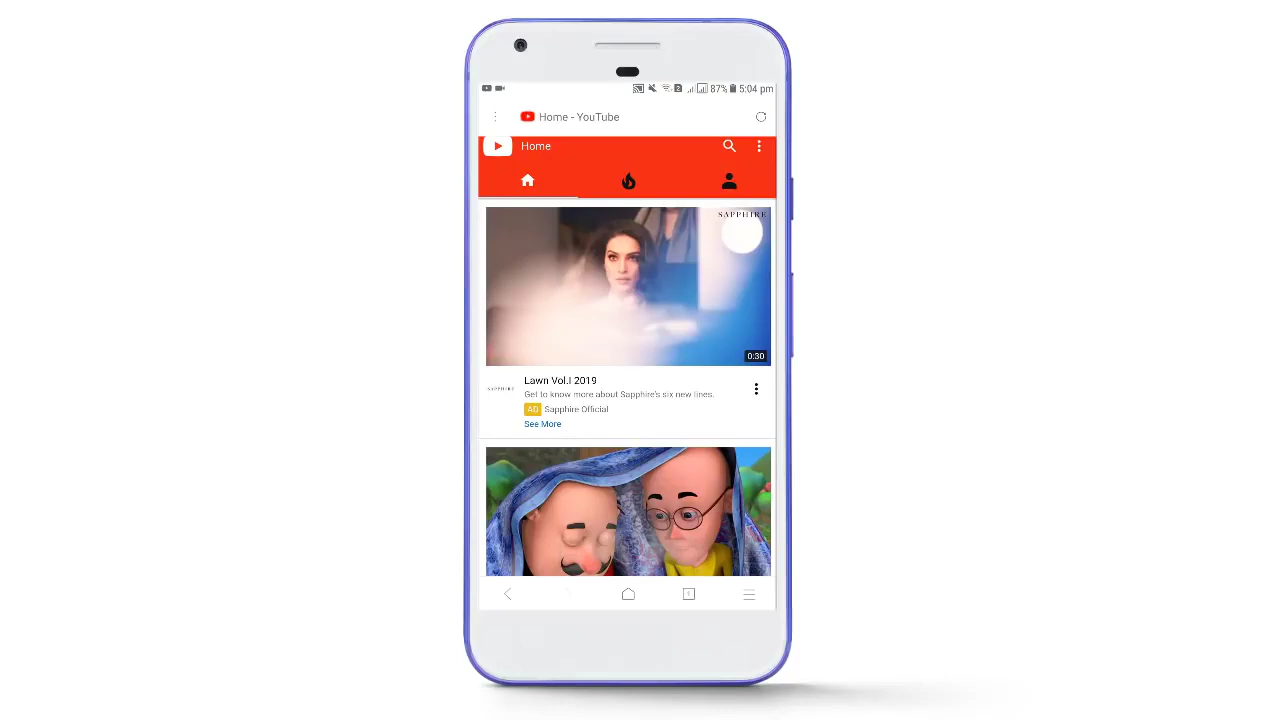 87% 5:04 pm
Home - YouTube
Home
SAPPHIRE
0:30
Lawn Vol.I 2019
SAPPHIRE
Get to know more about Sapphire's six new lines.
AD Sapphire Official
See More